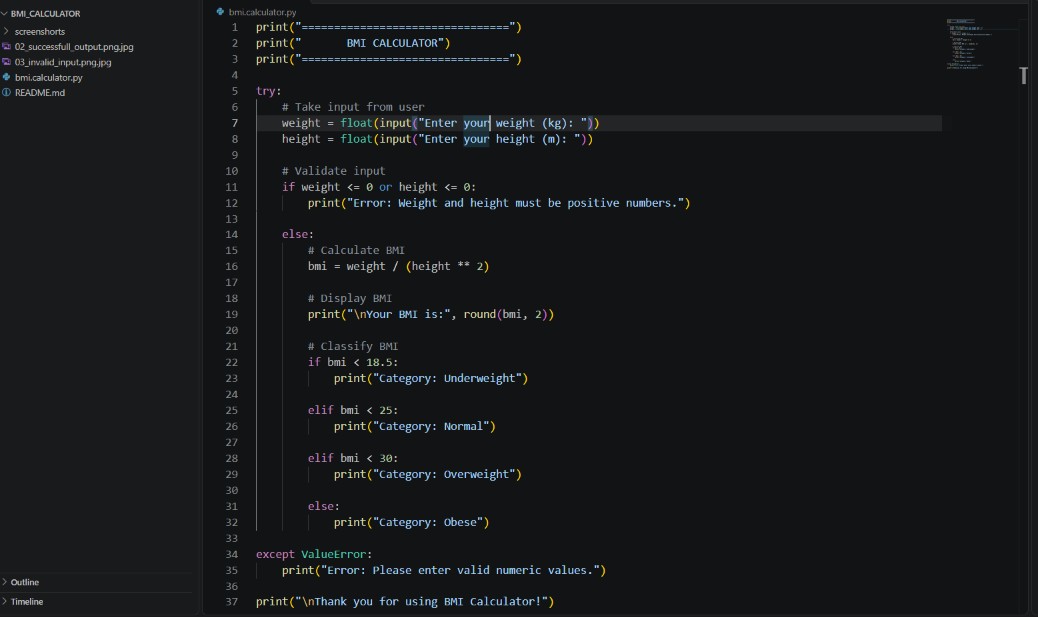 BMI_CALCULATOR
screenshorts
02_successfull_output.png.jpg
03_invalid_input.png.jpg
bmi.calculator.py
README.md
Outline
Timeline
bmi.calculator.py
1 print("================================")
2 print("       BMI CALCULATOR")
3 print("================================")
4
5 try:
6     # Take input from user
7     weight = float(input("Enter your weight (kg): "))
8     height = float(input("Enter your height (m): "))
9
10     # Validate input
11     if weight <= 0 or height <= 0:
12         print("Error: Weight and height must be positive numbers.")
13
14     else:
15         # Calculate BMI
16         bmi = weight / (height ** 2)
17
18         # Display BMI
19         print("\nYour BMI is:", round(bmi, 2))
20
21         # Classify BMI
22         if bmi < 18.5:
23             print("Category: Underweight")
24
25         elif bmi < 25:
26             print("Category: Normal")
27
28         elif bmi < 30:
29             print("Category: Overweight")
30
31         else:
32             print("Category: Obese")
33
34 except ValueError:
35     print("Error: Please enter valid numeric values.")
36
37 print("\nThank you for using BMI Calculator!")